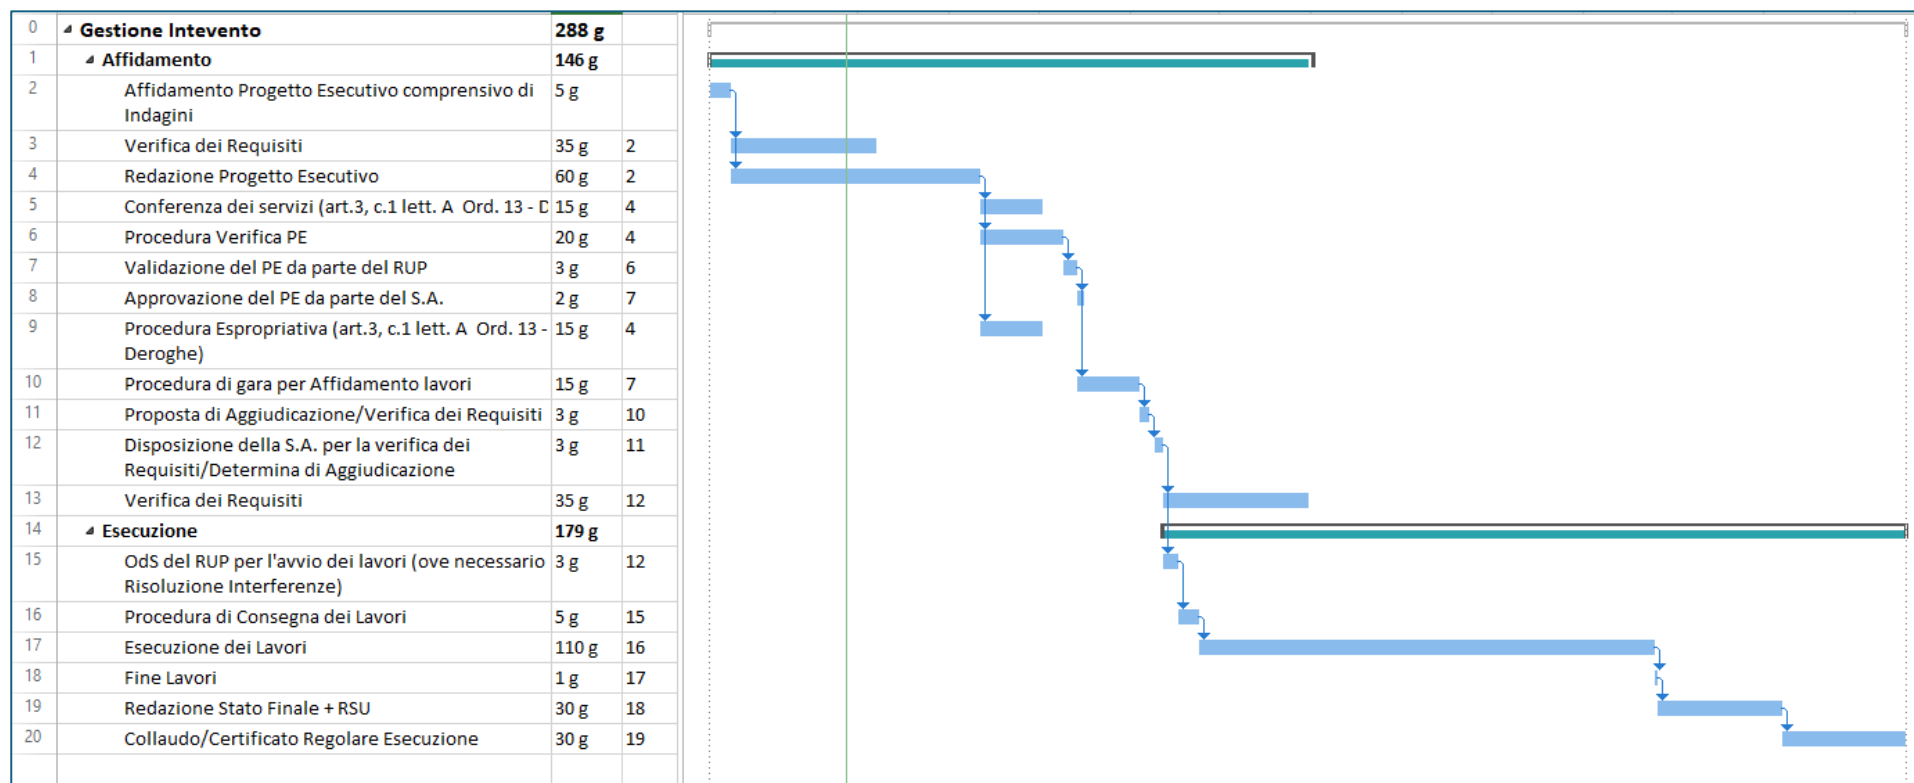 0 Gestione Intevento 288 g
1 Affidamento 146 g
2 Affidamento Progetto Esecutivo comprensivo di 5 g
Indagini
3 Verifica dei Requisiti 35 g 2
4 Redazione Progetto Esecutivo 60 g 2
5 Conferenza dei servizi (art.3, c.1 lett. A Ord. 13 - D 15 g 4
6 Procedura Verifica PE 20 g 4
7 Validazione del PE da parte del RUP 3 g 6
8 Approvazione del PE da parte del S.A. 2 g 7
9 Procedura Espropriativa (art.3, c.1 lett. A Ord. 13 - 15 g 4
Deroghe)
10 Procedura di gara per Affidamento lavori 15 g 7
11 Proposta di Aggiudicazione/Verifica dei Requisiti 3 g 10
12 Disposizione della S.A. per la verifica dei 3 g 11
Requisiti/Determina di Aggiudicazione
13 Verifica dei Requisiti 35 g 12
14 Esecuzione 179 g
15 OdS del RUP per l'avvio dei lavori (ove necessario 3 g 12
Risoluzione Interferenze)
16 Procedura di Consegna dei Lavori 5 g 15
17 Esecuzione dei Lavori 110 g 16
18 Fine Lavori 1 g 17
19 Redazione Stato Finale + RSU 30 g 18
20 Collaudo/Certificato Regolare Esecuzione 30 g 19